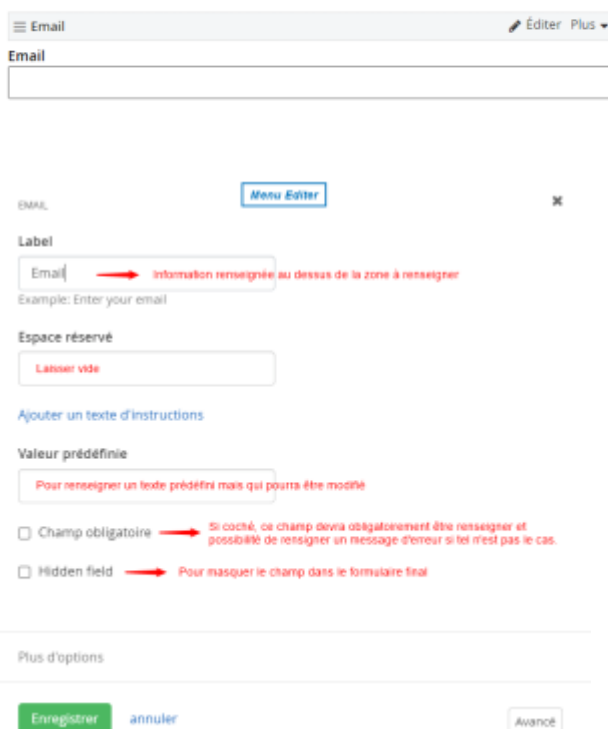 Email Éditer Plus
Email
Menu Editer
EMAIL
Label
Email Information renseignée au dessus de la zone à renseigner
Example: Enter your email
Espace réservé
Laisser vide
Ajouter un texte d'instructions
Valeur prédéfinie
Pour renseigner un texte prédéfini mais qui pourra être modifié
Champ obligatoire Si coché, ce champ devra obligatoirement être renseigner et
possibilité de rensigner un message d'erreur si tel n'est pas le cas.
Hidden field Pour masquer le champ dans le formulaire final
Plus d'options
Enregistrer annuler Avancé